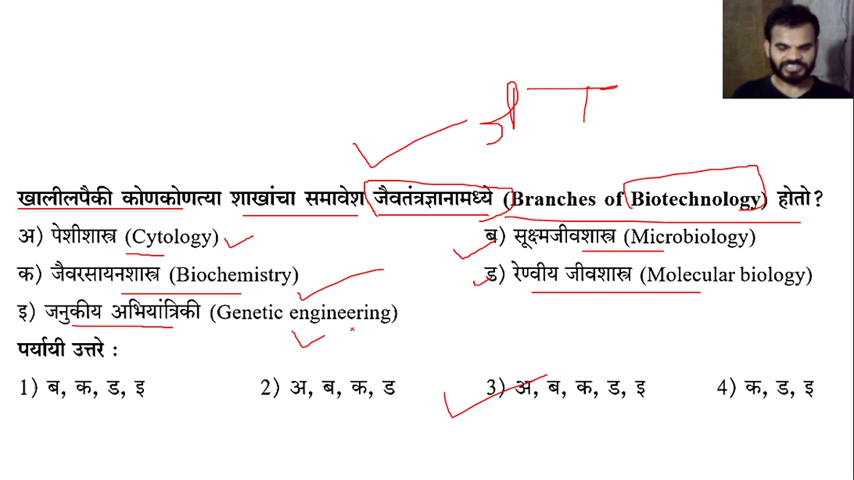 खालीलपैकी कोणकोणत्या शाखांचा समावेश जैवतंत्रज्ञानामध्ये (Branches of Biotechnology) होतो?
अ) पेशीशास्त्र (Cytology) ब) सूक्ष्मजीवशास्त्र (Microbiology)
क) जैवरसायनशास्त्र (Biochemistry) ड) रेण्वीय जीवशास्त्र (Molecular biology)
इ) जनुकीय अभियांत्रिकी (Genetic engineering)
पर्यायी उत्तरे :
1) ब, क, ड, इ 2) अ, ब, क, ड 3) अ, ब, क, ड, इ 4) क, ड, इ